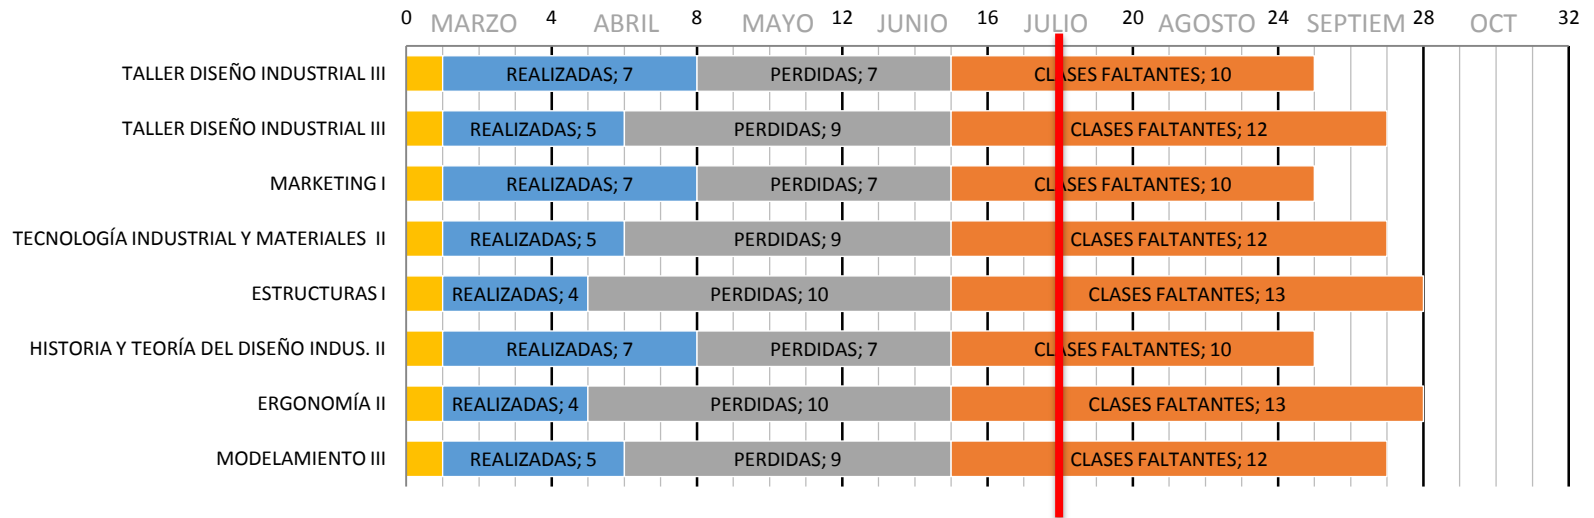 0 MARZO 4 ABRIL 8 MAYO 12 JUNIO 16 JULIO 20 AGOSTO 24 SEPTIEM 28 OCT 32
TALLER DISEÑO INDUSTRIAL III REALIZADAS; 7 PERDIDAS; 7 CLASES FALTANTES; 10
TALLER DISEÑO INDUSTRIAL III REALIZADAS; 5 PERDIDAS; 9 CLASES FALTANTES; 12
MARKETING I REALIZADAS; 7 PERDIDAS; 7 CLASES FALTANTES; 10
TECNOLOGÍA INDUSTRIAL Y MATERIALES II REALIZADAS; 5 PERDIDAS; 9 CLASES FALTANTES; 12
ESTRUCTURAS I REALIZADAS; 4 PERDIDAS; 10 CLASES FALTANTES; 13
HISTORIA Y TEORÍA DEL DISEÑO INDUS. II REALIZADAS; 7 PERDIDAS; 7 CLASES FALTANTES; 10
ERGONOMÍA II REALIZADAS; 4 PERDIDAS; 10 CLASES FALTANTES; 13
MODELAMIENTO III REALIZADAS; 5 PERDIDAS; 9 CLASES FALTANTES; 12